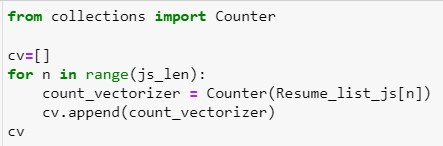 from collections import Counter
cv=[]
for n in range(js_len):
    count_vectorizer = Counter(Resume_list_js[n])
    cv.append(count_vectorizer)
cv